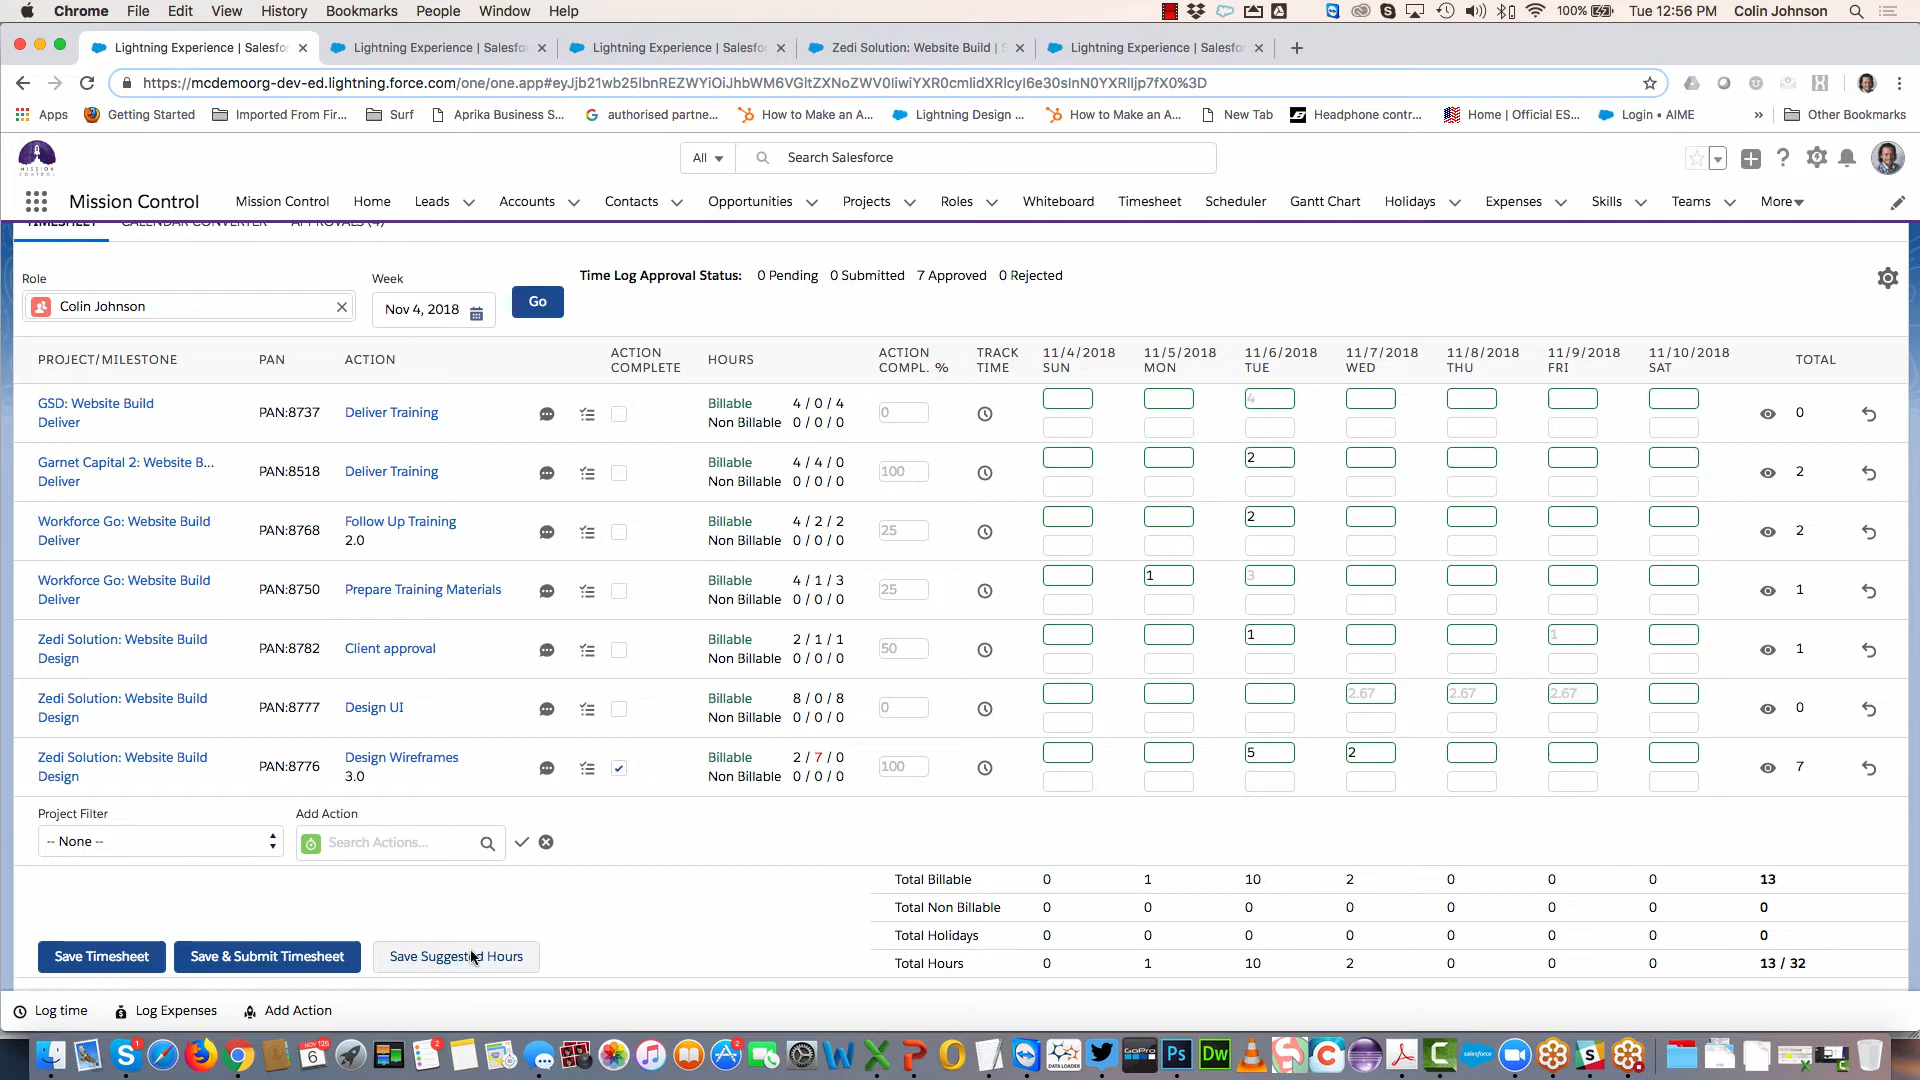 Chrome File Edit View History Bookmarks People Window Help 100% Tue 12:56 PM Colin Johnson
Lightning Experience | Salesfo Lightning Experience | Salesfo Lightning Experience | Salesfo Zedi Solution: Website Build | S Lightning Experience | Salesfo
Apps Getting Started Imported From Fir... Surf Aprika Business S... authorised partne... How to Make an A... Lightning Design ... How to Make an A... New Tab Headphone contr... Home | Official ES... Login • AIME » Other Bookmarks
MISSION CONTROL
All Search Salesforce
Mission Control Mission Control Home Leads Accounts Contacts Opportunities Projects Roles Whiteboard Timesheet Scheduler Gantt Chart Holidays Expenses Skills Teams More
TIMESHEET CALENDAR CONVERTER APPROVALS (4)
Role Week Time Log Approval Status: 0 Pending 0 Submitted 7 Approved 0 Rejected
Colin Johnson Nov 4, 2018 Go
PROJECT/MILESTONE PAN ACTION ACTION COMPLETE HOURS ACTION COMPL. % TRACK TIME 11/4/2018 SUN 11/5/2018 MON 11/6/2018 TUE 11/7/2018 WED 11/8/2018 THU 11/9/2018 FRI 11/10/2018 SAT TOTAL
GSD: Website Build Billable 4 / 0 / 4 4
PAN:8737 Deliver Training 0 0
Deliver Non Billable 0 / 0 / 0
Garnet Capital 2: Website B... Billable 4 / 4 / 0 2
PAN:8518 Deliver Training 100 2
Deliver Non Billable 0 / 0 / 0
Workforce Go: Website Build Follow Up Training Billable 4 / 2 / 2 2
PAN:8768 25 2
Deliver 2.0 Non Billable 0 / 0 / 0
Workforce Go: Website Build Billable 4 / 1 / 3 1 3
PAN:8750 Prepare Training Materials 25 1
Deliver Non Billable 0 / 0 / 0
Zedi Solution: Website Build Billable 2 / 1 / 1 1 1
PAN:8782 Client approval 50 1
Design Non Billable 0 / 0 / 0
Zedi Solution: Website Build Billable 8 / 0 / 8 2.67 2.67 2.67
PAN:8777 Design UI 0 0
Design Non Billable 0 / 0 / 0
Zedi Solution: Website Build Design Wireframes Billable 2 / 7 / 0 5 2
PAN:8776 100 7
Design 3.0 Non Billable 0 / 0 / 0
Project Filter Add Action
-- None -- Search Actions...
Total Billable 0 1 10 2 0 0 0 13
Total Non Billable 0 0 0 0 0 0 0 0
Total Holidays 0 0 0 0 0 0 0 0
Save Timesheet Save & Submit Timesheet Save Suggested Hours
Total Hours 0 1 10 2 0 0 0 13 / 32
Log time Log Expenses Add Action